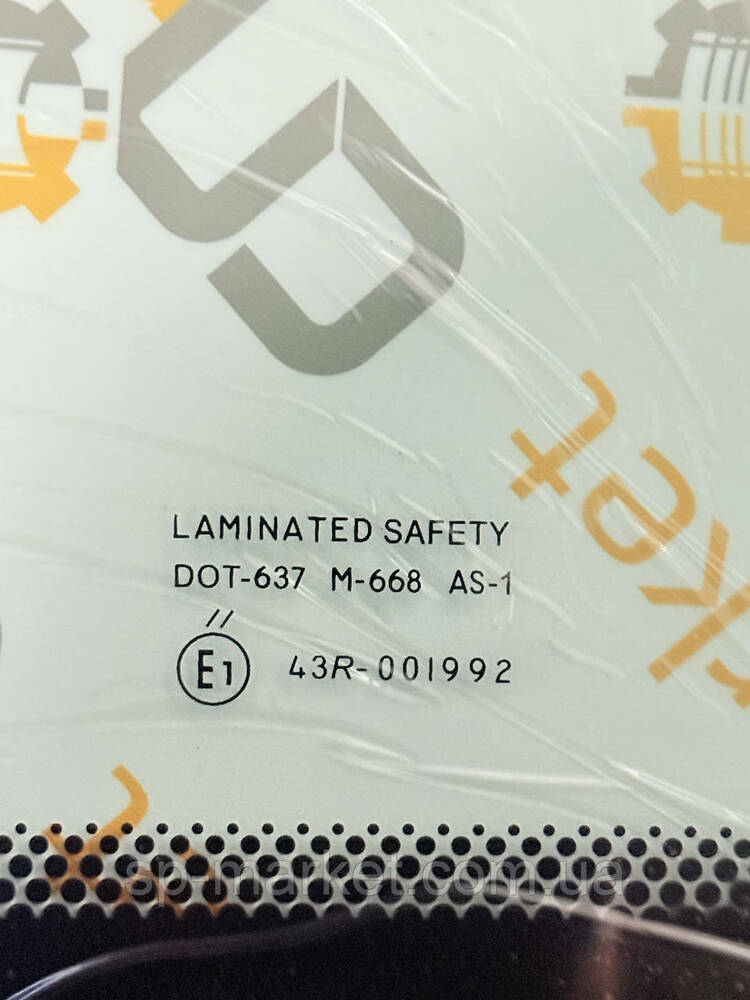 LAMINATED SAFETY
DOT-637 M-668 AS-1
//
E1 43R-001992
sp-market.com.ua